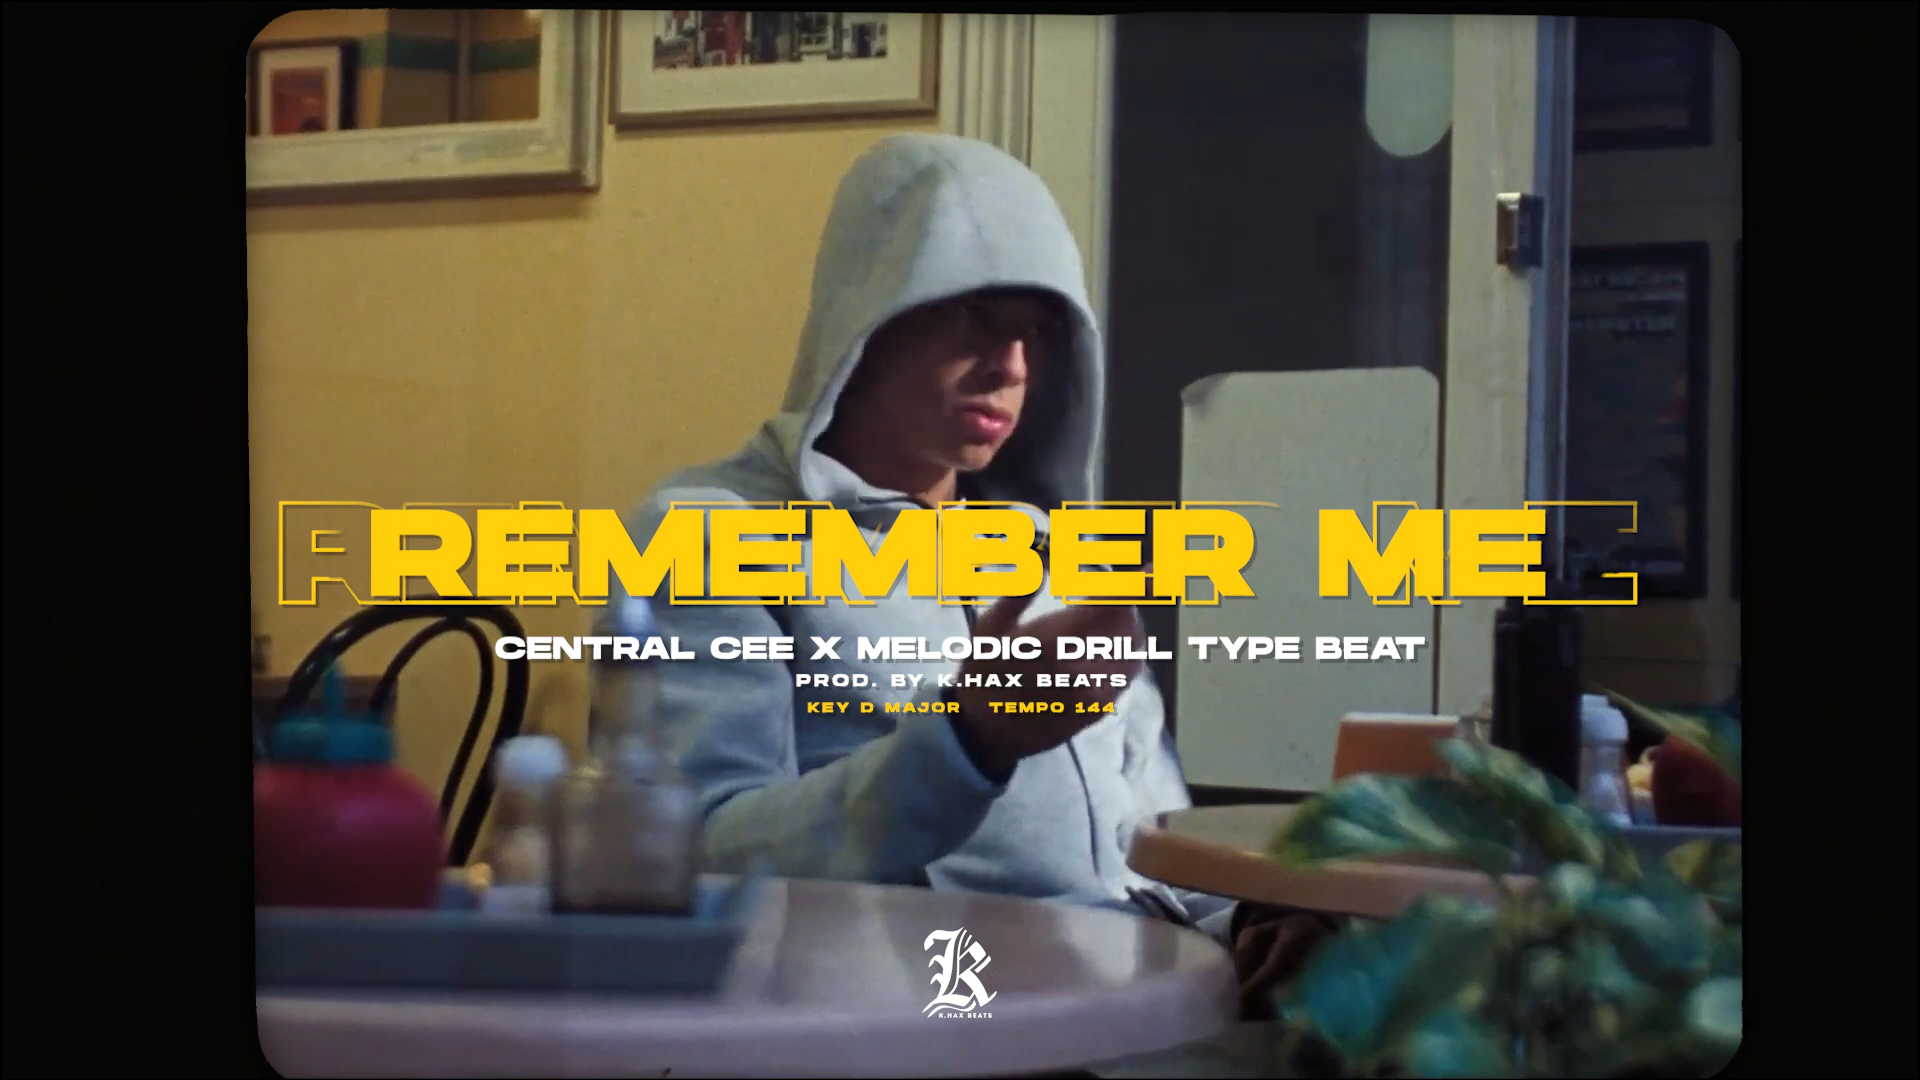 REMEMBER ME
CENTRAL CEE X MELODIC DRILL TYPE BEAT
PROD. BY K.HAX BEATS
KEY D MAJOR TEMPO 144
K
K.HAX BEATS